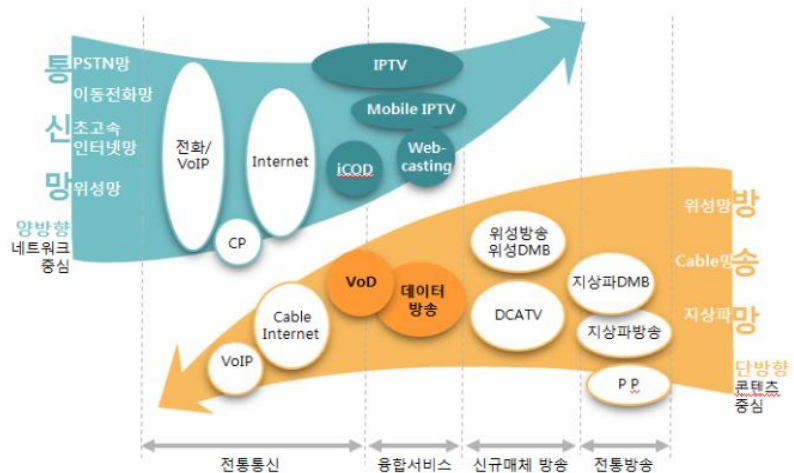 통신망
PSTN망
이동전화망
초고속
인터넷망
위성망
양방향
네트워크
중심
전화/
VoIP
Internet
CP
IPTV
Mobile IPTV
iCOD
Web-
casting
방송망
위성망
Cable망
지상파
단방향
콘텐츠
중심
위성방송
위성DMB
지상파DMB
DCATV
지상파방송
P P
VoD
데이터
방송
Cable
Internet
VoIP
전통통신
융합서비스
신규매체 방송
전통방송